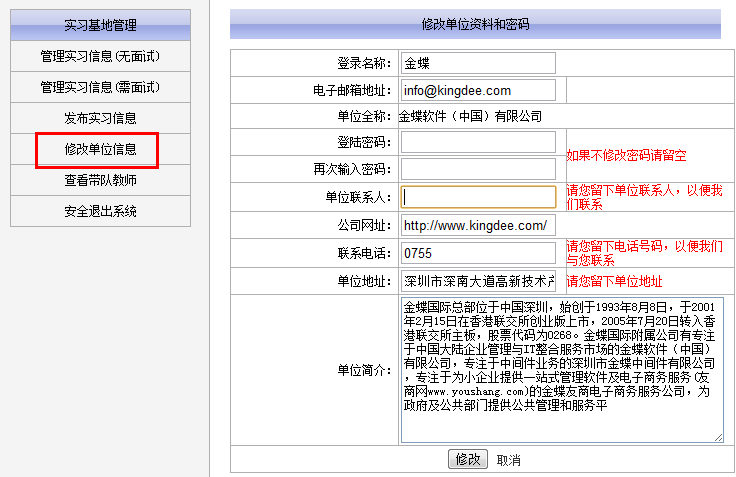 实习基地管理
管理实习信息(无面试)
管理实习信息(需面试)
发布实习信息
修改单位信息
查看带队教师
安全退出系统
修改单位资料和密码
登录名称： 金蝶
电子邮箱地址： info@kingdee.com
单位全称： 金蝶软件（中国）有限公司
登陆密码：
再次输入密码：
如果不修改密码请留空
单位联系人：
请您留下单位联系人，以便我
们联系
公司网址： http://www.kingdee.com/
联系电话： 0755
请您留下电话号码，以便我们
与您联系
单位地址： 深圳市深南大道高新技术产
请您留下单位地址
单位简介：
金蝶国际总部位于中国深圳，始创于1993年8月8日，于2001
年2月15日在香港联交所创业版上市，2005年7月20日转入香
港联交所主板，股票代码为0268。金蝶国际附属公司有专注
于中国大陆企业管理与IT整合服务市场的金蝶软件（中国）
有限公司，专注于中间件业务的深圳市金蝶中间件有限公司
，专注于为小企业提供一站式管理软件及电子商务服务(友
商网www.youshang.com)的金蝶友商电子商务服务公司，为
政府及公共部门提供公共管理和服务平
修改 取消